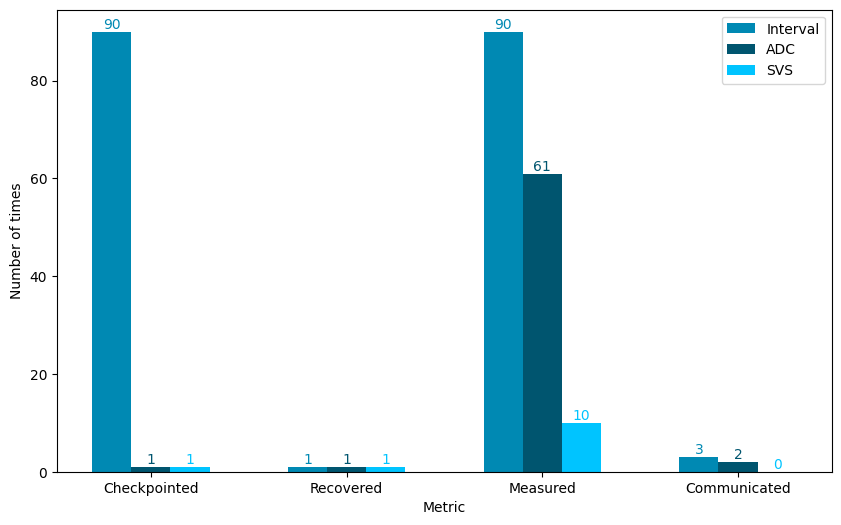 Number of times
80
60
40
20
0
90
1
1
1
1
1
90
61
10
3
2
0
Interval
ADC
SVS
Checkpointed
Recovered
Measured
Communicated
Metric